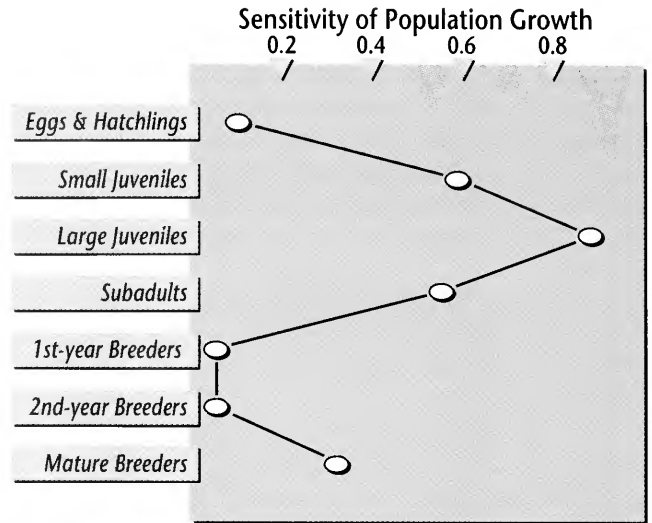 Sensitivity of Population Growth
0.2 0.4 0.6 0.8
Eggs & Hatchlings
Small Juveniles
Large Juveniles
Subadults
1st-year Breeders
2nd-year Breeders
Mature Breeders